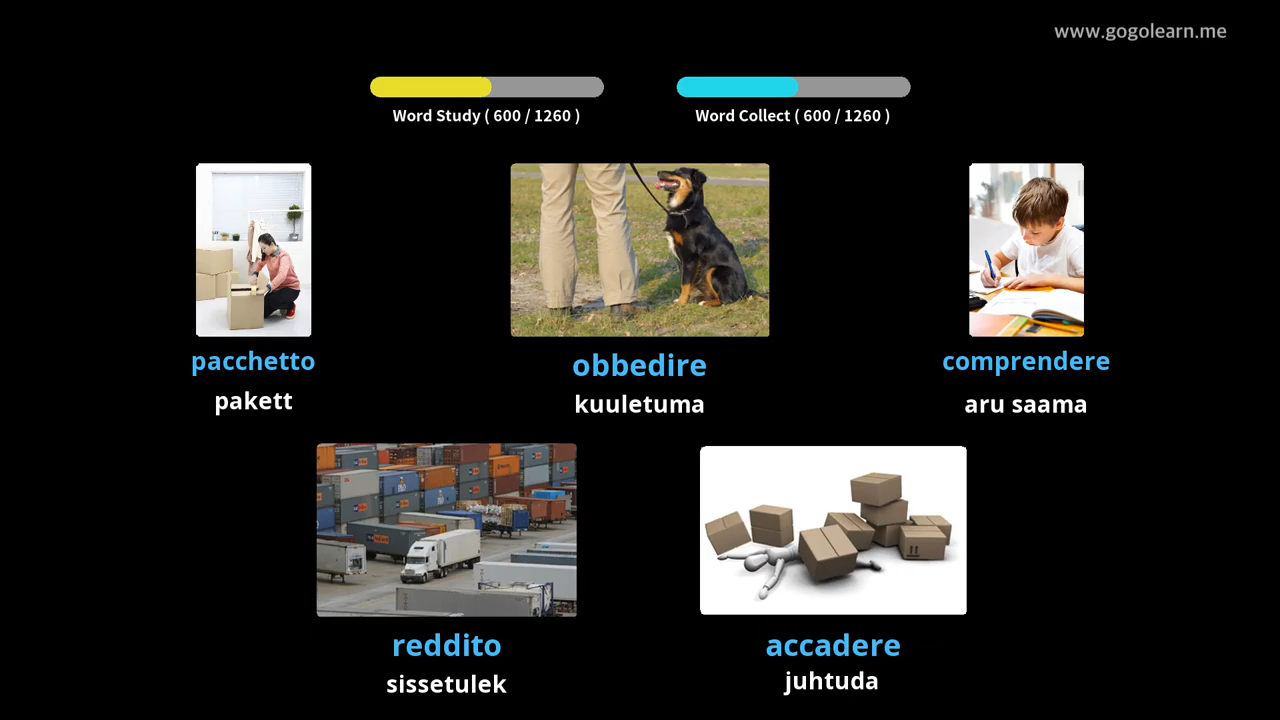 www.gogolearn.me
Word Study ( 600 / 1260 )
Word Collect ( 600 / 1260 )
pacchetto
pakett
obbedire
kuuletuma
comprendere
aru saama
reddito
sissetulek
accadere
juhtuda